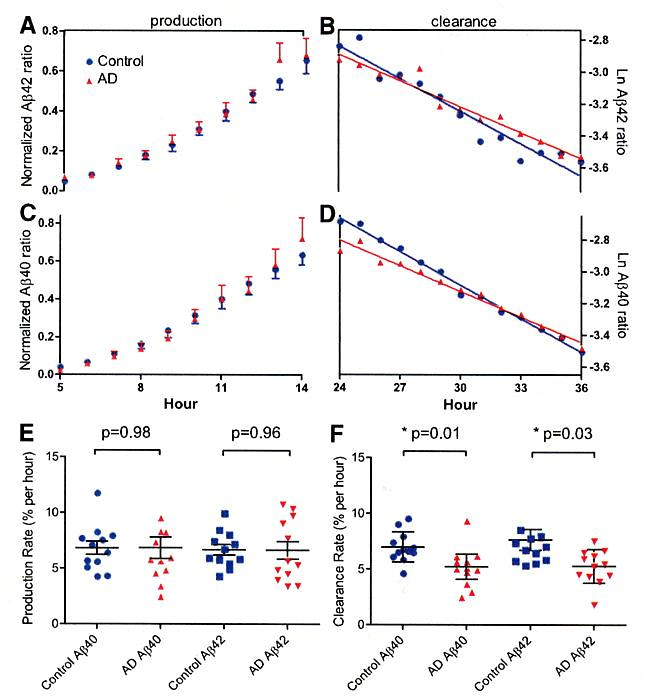 production
clearance
A
B
C
D
Control
AD
Normalized Aβ42 ratio
0.8
0.6
0.4
0.2
0.0
Ln Aβ42 ratio
-2.8
-3.0
-3.2
-3.4
-3.6
Normalized Aβ40 ratio
0.8
0.6
0.4
0.2
0.0
5
8
11
14
Hour
Ln Aβ40 ratio
-2.8
-3.0
-3.2
-3.4
-3.6
24
27
30
33
36
Hour
E
p=0.98
p=0.96
Production Rate (% per hour)
15
10
5
0
Control Aβ40
AD Aβ40
Control Aβ42
AD Aβ42
F
* p=0.01
* p=0.03
Clearance Rate (% per hour)
15
10
5
0
Control Aβ40
AD Aβ40
Control Aβ42
AD Aβ42